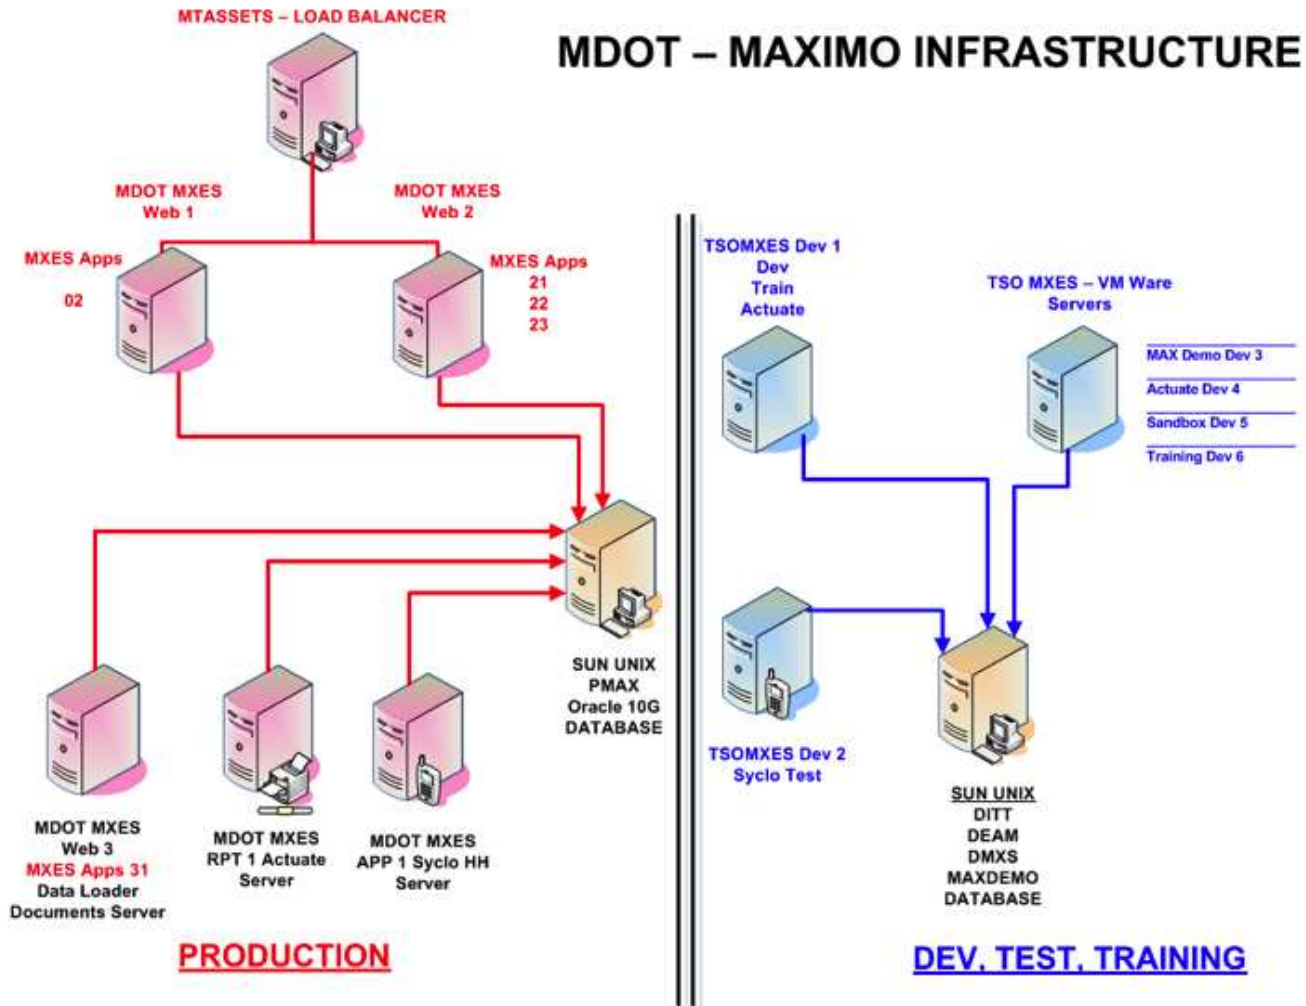 MTASSETS – LOAD BALANCER
MDOT – MAXIMO INFRASTRUCTURE
MDOT MXES
Web 1
MDOT MXES
Web 2
MXES Apps
02
MXES Apps
21
22
23
TSOMXES Dev 1
Dev
Train
Actuate
TSO MXES – VM Ware
Servers
MAX Demo Dev 3
Actuate Dev 4
Sandbox Dev 5
Training Dev 6
SUN UNIX
PMAX
Oracle 10G
DATABASE
TSOMXES Dev 2
Syclo Test
SUN UNIX
DITT
DEAM
DMXS
MAXDEMO
DATABASE
MDOT MXES
Web 3
MXES Apps 31
Data Loader
Documents Server
MDOT MXES
RPT 1 Actuate
Server
MDOT MXES
APP 1 Syclo HH
Server
PRODUCTION
DEV, TEST, TRAINING